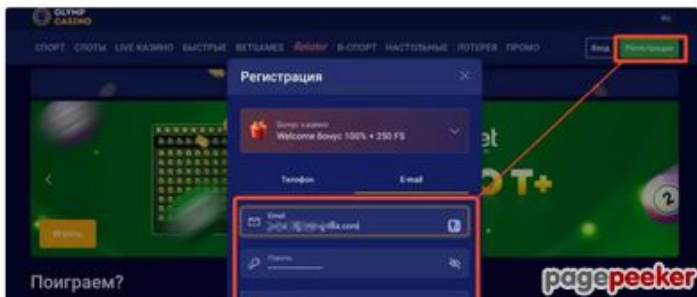 OLYMP
CASINO
СПОРТ СЛОТЫ LIVE КАЗИНО БЫСТРЫЕ BETGAMES В-СПОРТ НАСТОЛЬНЫЕ ЛОТЕРЕЯ ПРОМО Вход Регистрация
Регистрация
Бонус казино
Welcome бонус 100% + 250 FS
Телефон E-mail
Email
Пароль
Играть
Поиграем?
pagepeeker